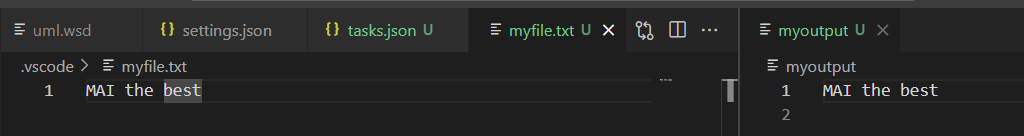 uml.wsd {} settings.json {} tasks.json U myfile.txt U myoutput U
.vscode > myfile.txt myoutput
1 MAI the best 1 MAI the best
2